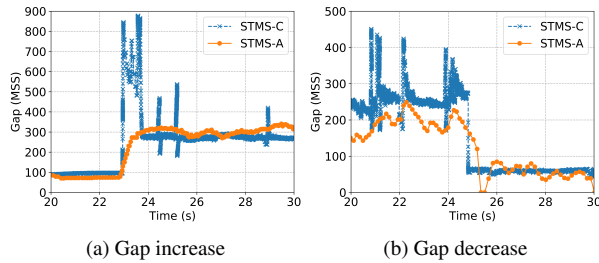 900
800
700
600
500
400
300
200
100
0
Gap (MSS)
20 22 24 26 28 30
Time (s)
STMS-C
STMS-A
(a) Gap increase
500
400
300
200
100
0
Gap (MSS)
20 22 24 26 28 30
Time (s)
STMS-C
STMS-A
(b) Gap decrease